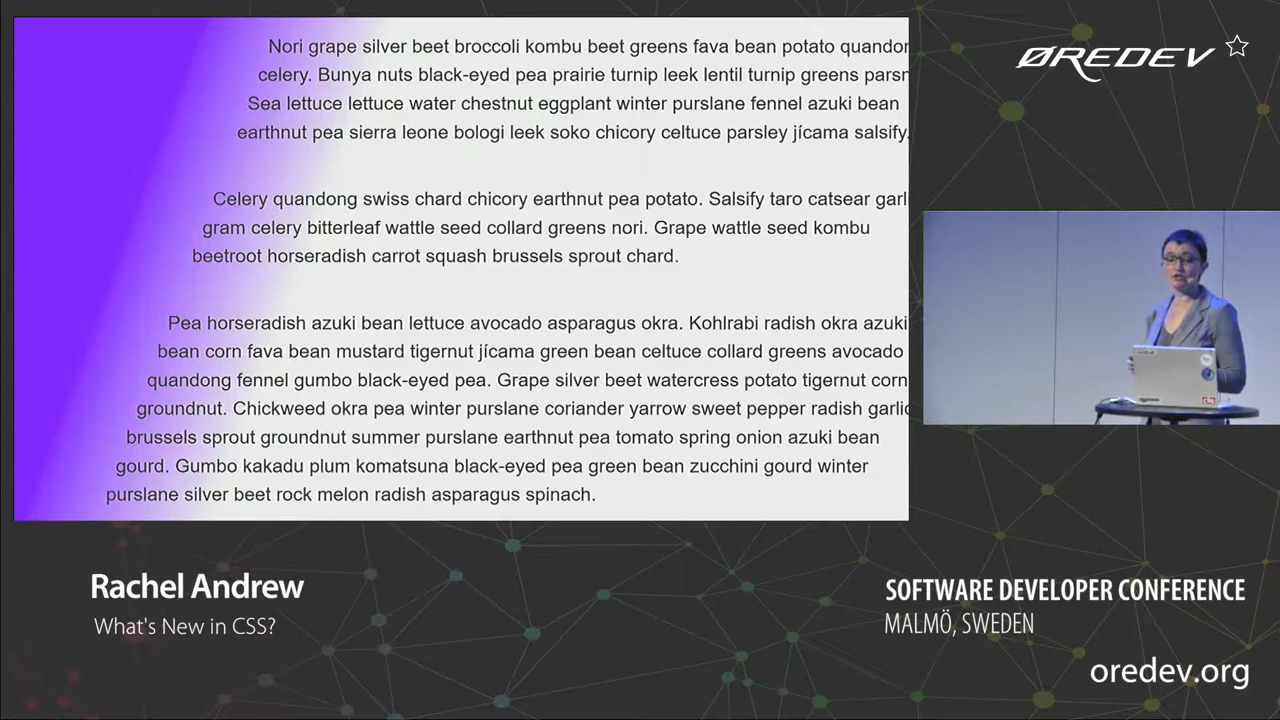 Nori grape silver beet broccoli kombu beet greens fava bean potato quandon
celery. Bunya nuts black-eyed pea prairie turnip leek lentil turnip greens parsn
Sea lettuce lettuce water chestnut eggplant winter purslane fennel azuki bean
earthnut pea sierra leone bologi leek soko chicory celtuce parsley jícama salsify.
Celery quandong swiss chard chicory earthnut pea potato. Salsify taro catsear garl
gram celery bitterleaf wattle seed collard greens nori. Grape wattle seed kombu
beetroot horseradish carrot squash brussels sprout chard.
Pea horseradish azuki bean lettuce avocado asparagus okra. Kohlrabi radish okra azuki
bean corn fava bean mustard tigernut jícama green bean celtuce collard greens avocado
quandong fennel gumbo black-eyed pea. Grape silver beet watercress potato tigernut corn
groundnut. Chickweed okra pea winter purslane coriander yarrow sweet pepper radish garlic
brussels sprout groundnut summer purslane earthnut pea tomato spring onion azuki bean
gourd. Gumbo kakadu plum komatsuna black-eyed pea green bean zucchini gourd winter
purslane silver beet rock melon radish asparagus spinach.
ØREDEV
Rachel Andrew
What's New in CSS?
SOFTWARE DEVELOPER CONFERENCE
MALMÖ, SWEDEN
oredev.org